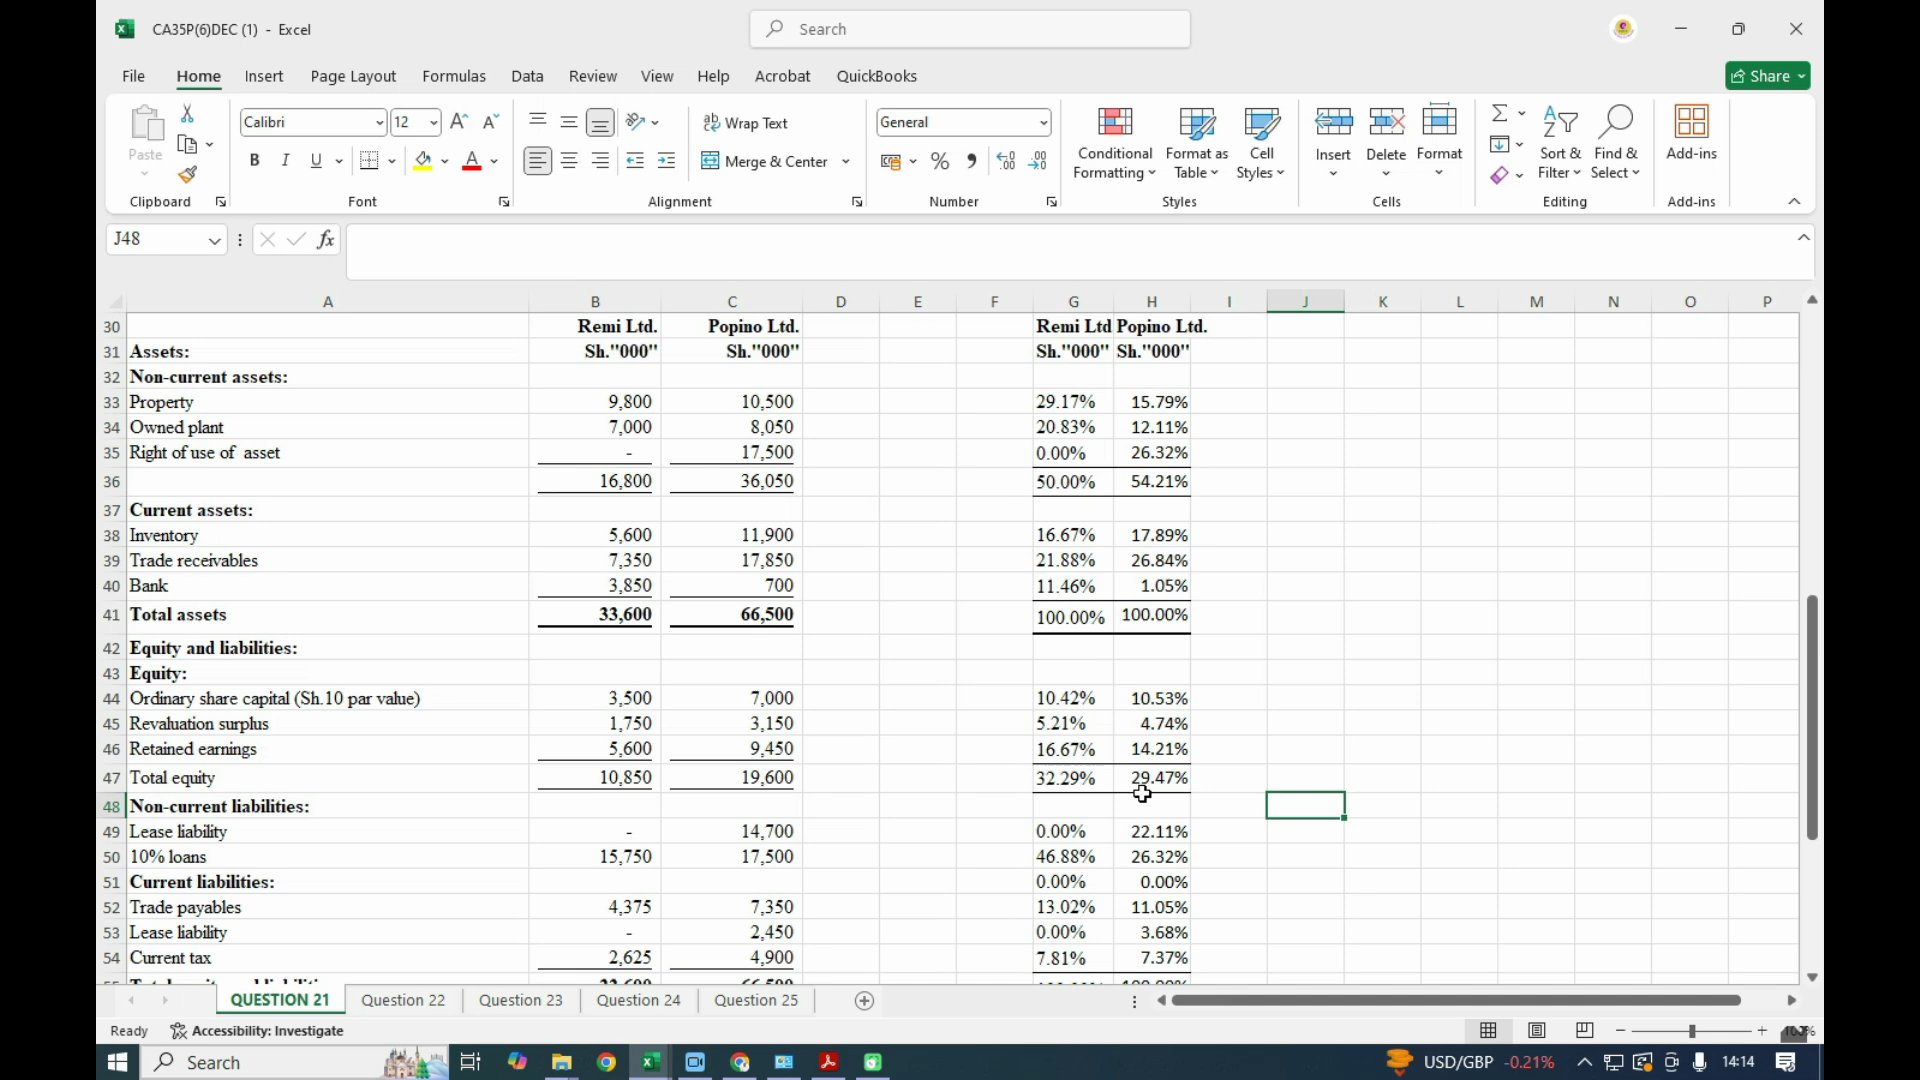 CA35P(6)DEC (1) - Excel
Search
File Home Insert Page Layout Formulas Data Review View Help Acrobat QuickBooks Share
Paste
Calibri 12
B I U A
Wrap Text
Merge & Center
General
Conditional Formatting
Format as Table
Cell Styles
Insert Delete Format
Sort & Filter
Find & Select
Add-ins
Clipboard Font Alignment Number Styles Cells Editing Add-ins
J48 fx
A B C D E F G H I J K L M N O P
30 Remi Ltd. Popino Ltd. Remi Ltd Popino Ltd.
31 Assets: Sh."000" Sh."000" Sh."000" Sh."000"
32 Non-current assets:
33 Property 9,800 10,500 29.17% 15.79%
34 Owned plant 7,000 8,050 20.83% 12.11%
35 Right of use of asset - 17,500 0.00% 26.32%
36 16,800 36,050 50.00% 54.21%
37 Current assets:
38 Inventory 5,600 11,900 16.67% 17.89%
39 Trade receivables 7,350 17,850 21.88% 26.84%
40 Bank 3,850 700 11.46% 1.05%
41 Total assets 33,600 66,500 100.00% 100.00%
42 Equity and liabilities:
43 Equity:
44 Ordinary share capital (Sh.10 par value) 3,500 7,000 10.42% 10.53%
45 Revaluation surplus 1,750 3,150 5.21% 4.74%
46 Retained earnings 5,600 9,450 16.67% 14.21%
47 Total equity 10,850 19,600 32.29% 29.47%
48 Non-current liabilities:
49 Lease liability - 14,700 0.00% 22.11%
50 10% loans 15,750 17,500 46.88% 26.32%
51 Current liabilities: 0.00% 0.00%
52 Trade payables 4,375 7,350 13.02% 11.05%
53 Lease liability - 2,450 0.00% 3.68%
54 Current tax 2,625 4,900 7.81% 7.37%
QUESTION 21 Question 22 Question 23 Question 24 Question 25
Ready Accessibility: Investigate
Search USD/GBP -0.21% 14:14